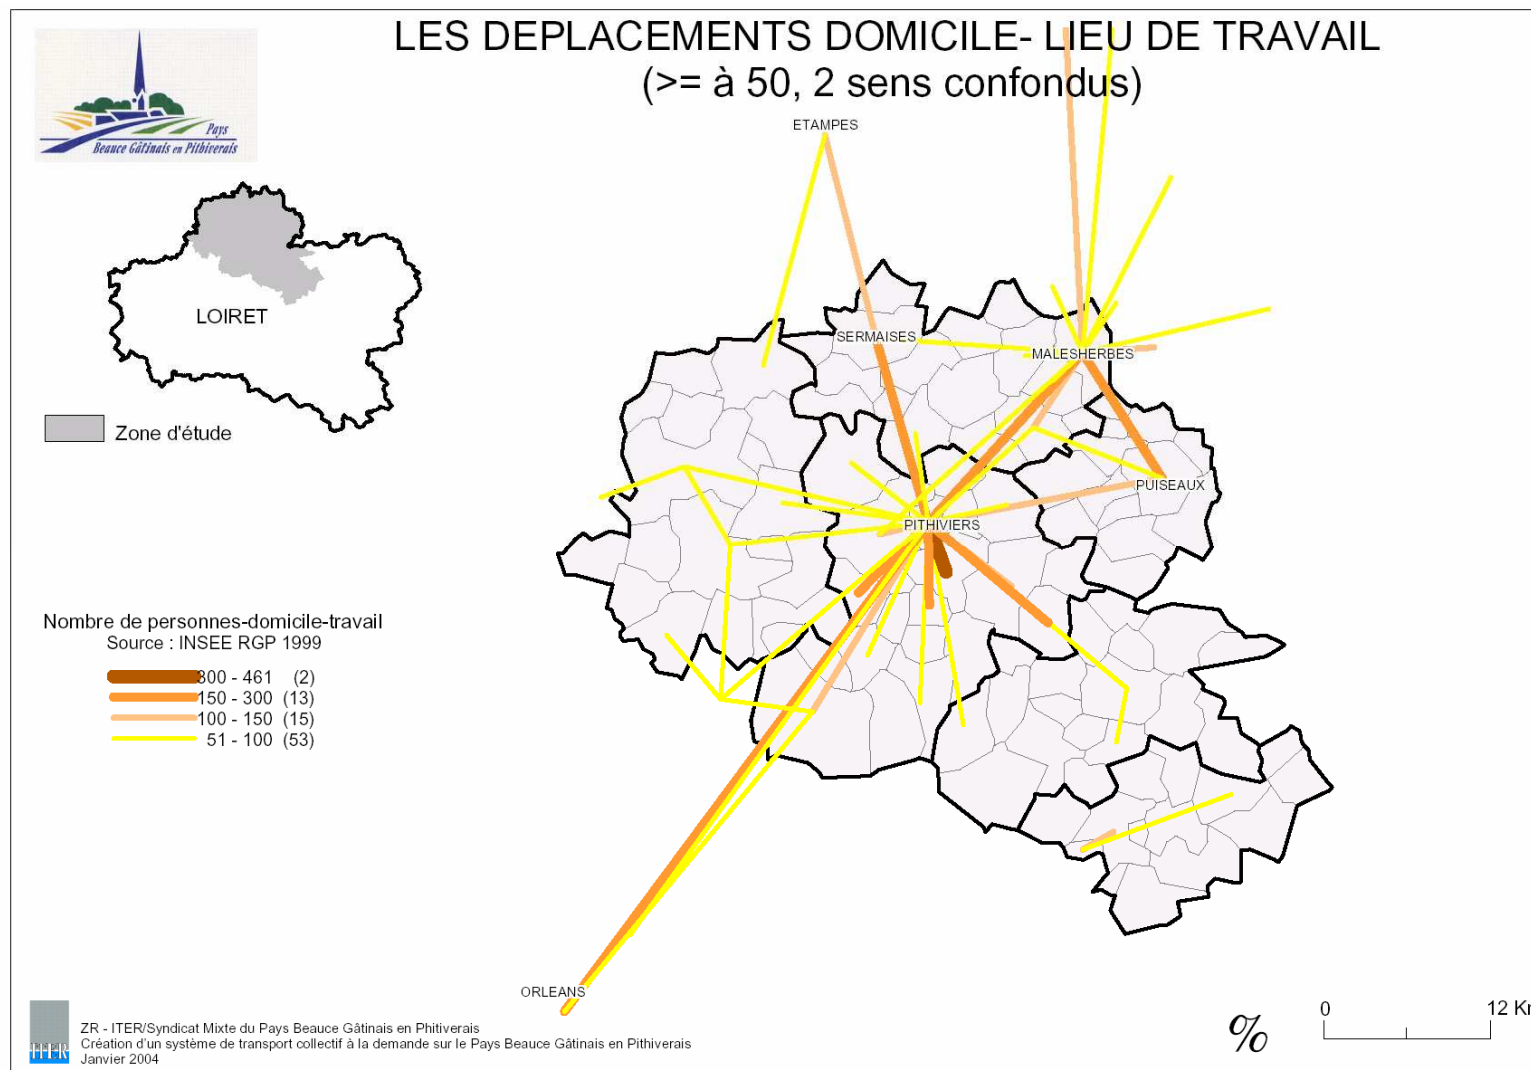 LES DEPLACEMENTS DOMICILE- LIEU DE TRAVAIL
(>= à 50, 2 sens confondus)
Pays
Beauce Gâtinais en Pithiverais
ETAMPES
SERMAISES
MALESHERBES
LOIRET
Zone d'étude
PUISEAUX
PITHIVIERS
Nombre de personnes-domicile-travail
Source : INSEE RGP 1999
300 - 461 (2)
150 - 300 (13)
100 - 150 (15)
51 - 100 (53)
ORLEANS
ITER
ZR - ITER/Syndicat Mixte du Pays Beauce Gâtinais en Phitiverais
Création d'un système de transport collectif à la demande sur le Pays Beauce Gâtinais en Pithiverais
Janvier 2004
%
0 12 Km